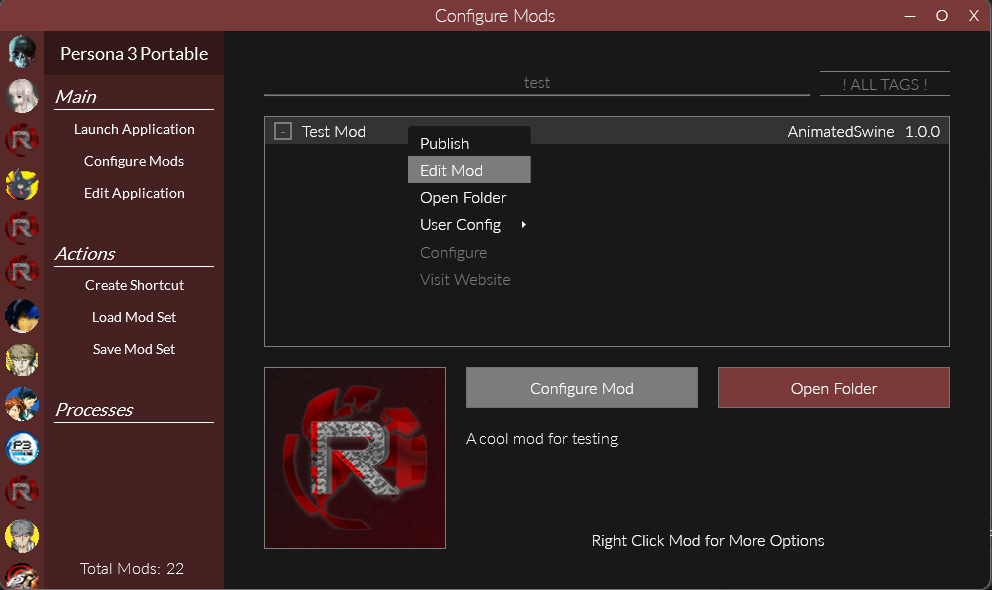 Configure Mods
Persona 3 Portable
Main
Launch Application
Configure Mods
Edit Application
Actions
Create Shortcut
Load Mod Set
Save Mod Set
Processes
Total Mods: 22
test
! ALL TAGS !
- Test Mod AnimatedSwine 1.0.0
Publish
Edit Mod
Open Folder
User Config
Configure
Visit Website
R
Configure Mod
Open Folder
A cool mod for testing
Right Click Mod for More Options
P3